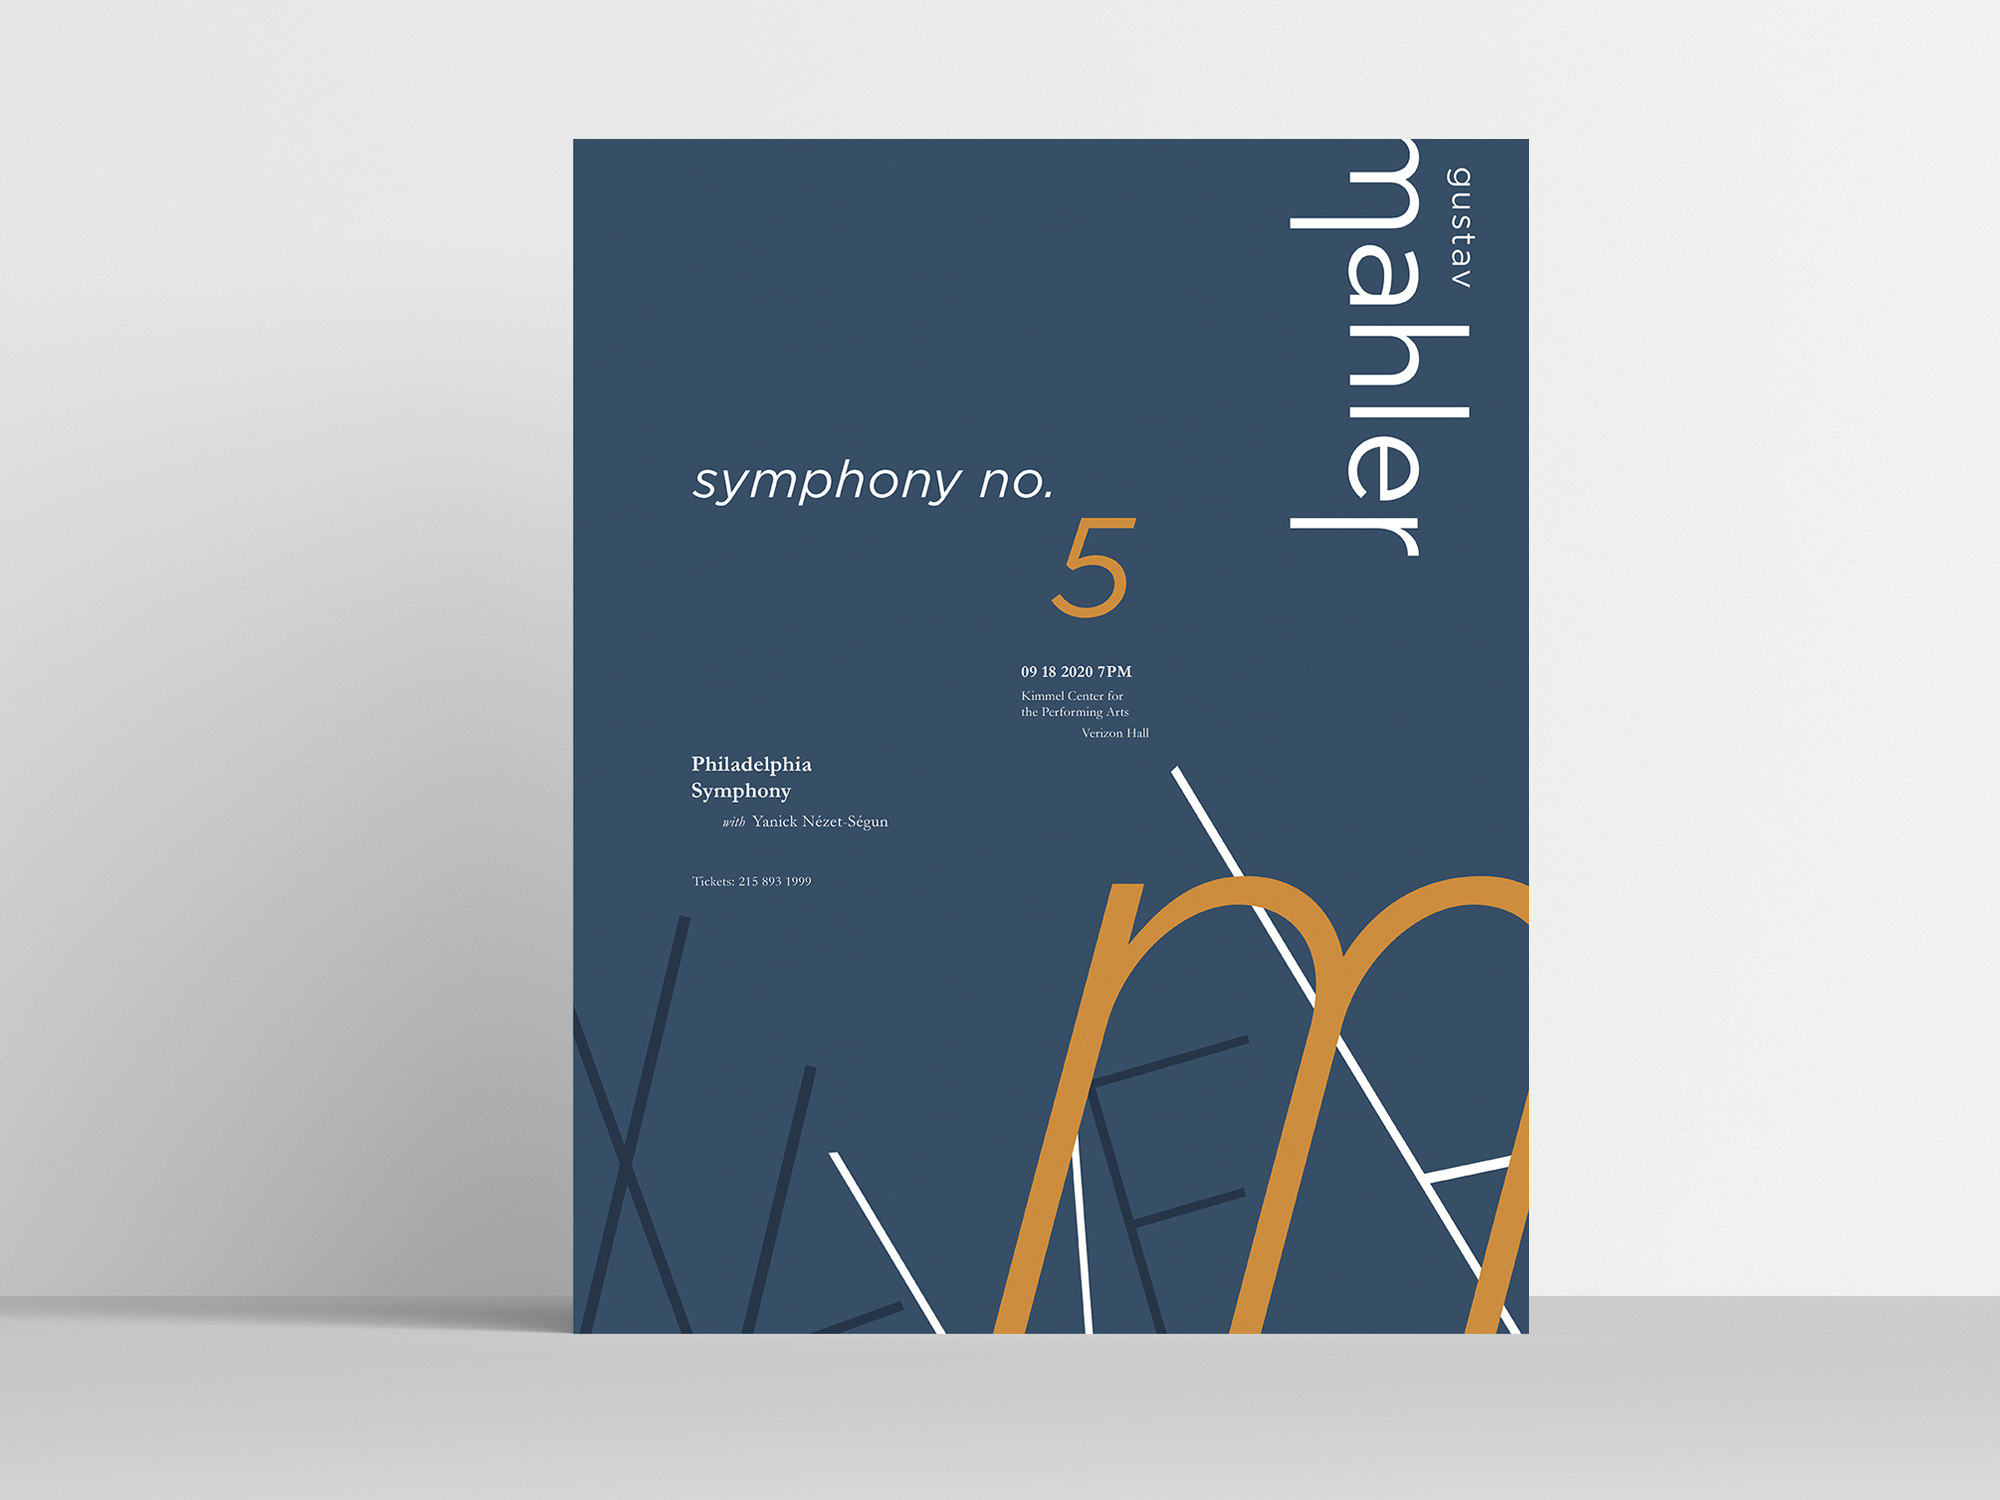 gustav
mahler
symphony no.
5
09 18 2020 7PM
Kimmel Center for
the Performing Arts
Verizon Hall
Philadelphia
Symphony
with Yanick Nézet-Ségun
Tickets: 215 893 1999
m